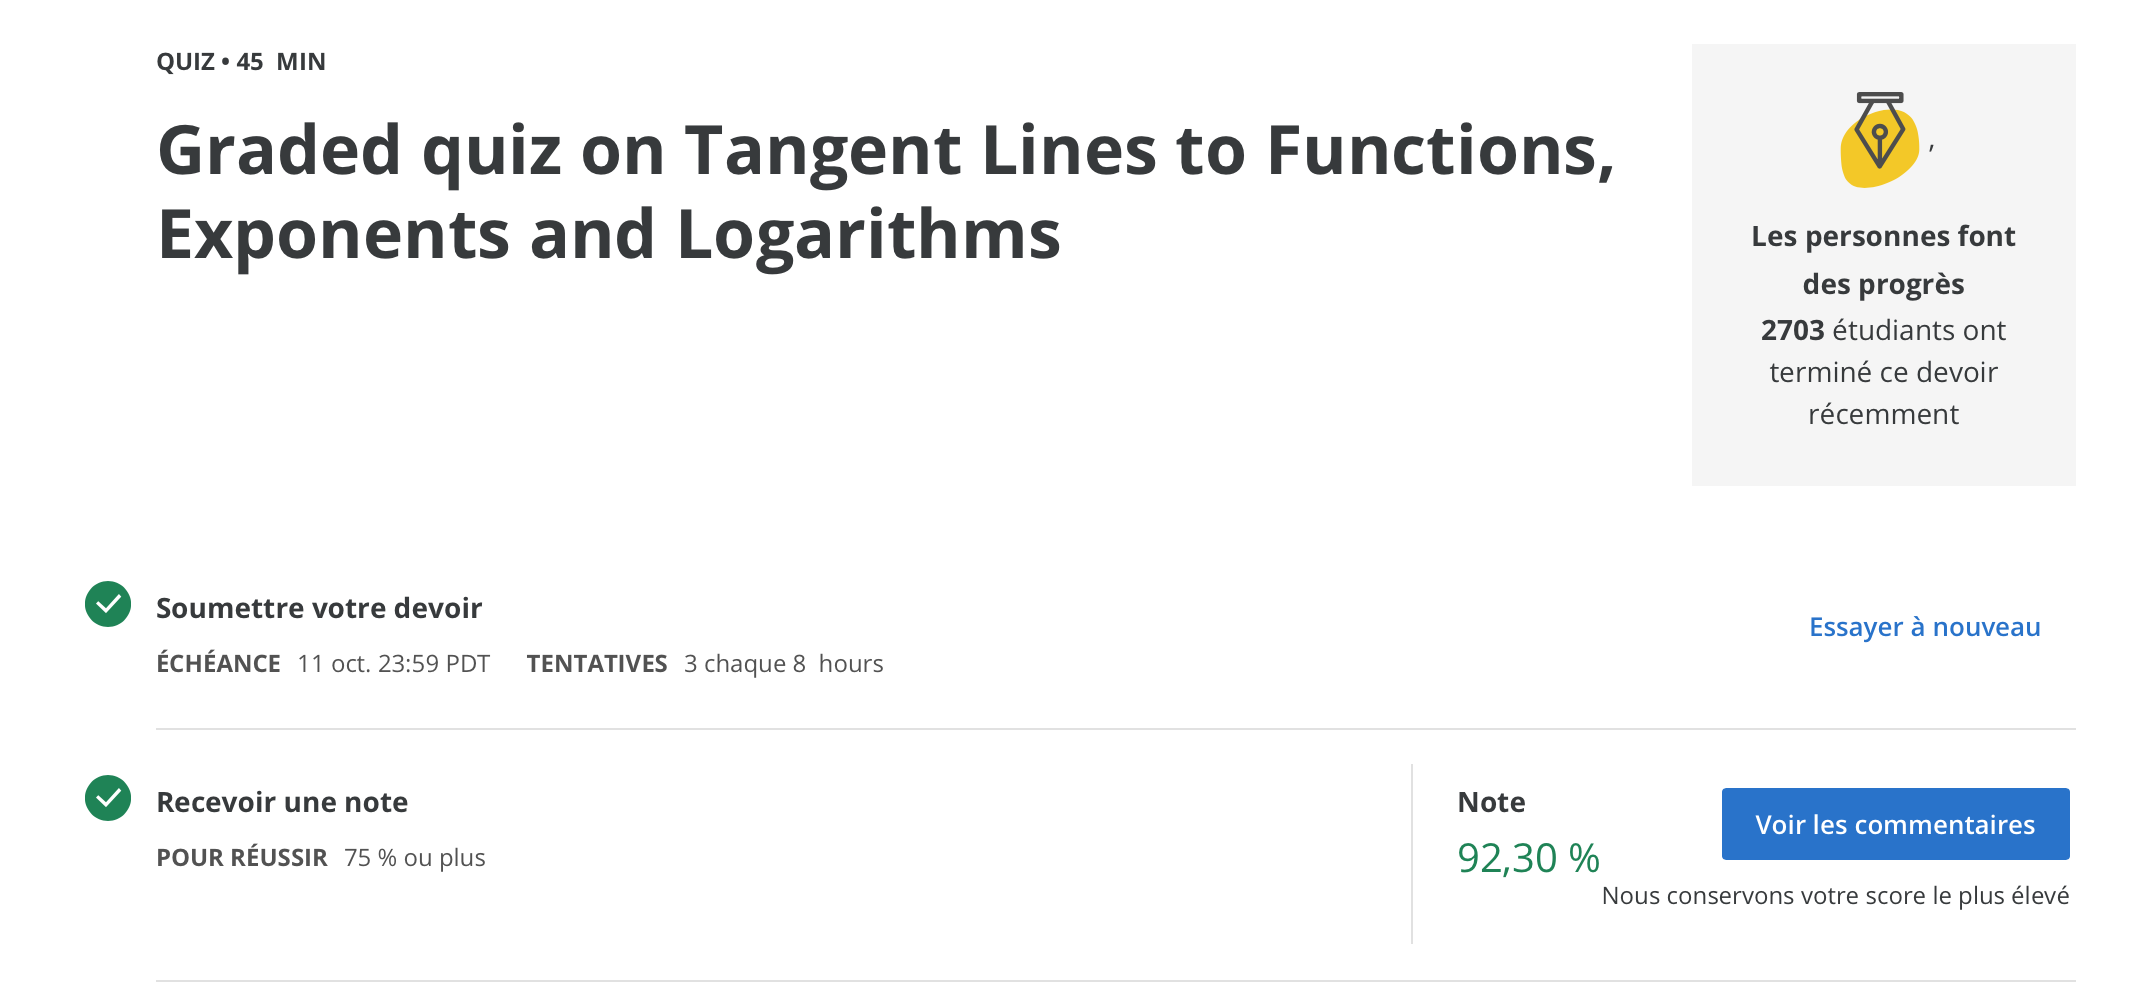 QUIZ • 45 MIN
Graded quiz on Tangent Lines to Functions,
Exponents and Logarithms
,
Les personnes font
des progrès
2703 étudiants ont
terminé ce devoir
récemment
Soumettre votre devoir
ÉCHÉANCE 11 oct. 23:59 PDT TENTATIVES 3 chaque 8 hours
Essayer à nouveau
Recevoir une note
POUR RÉUSSIR 75 % ou plus
Note
92,30 %
Voir les commentaires
Nous conservons votre score le plus élevé